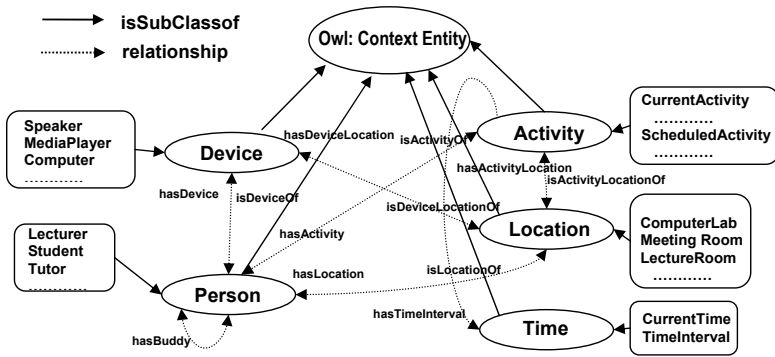 isSubClassof
relationship
Owl: Context Entity
Speaker
MediaPlayer
Computer
............
Device
hasDeviceLocation
isActivityOf
Activity
CurrentActivity
............
ScheduledActivity
............
hasActivityLocation
isActivityLocationOf
hasDevice
isDeviceOf
isDeviceLocationOf
Location
ComputerLab
Meeting Room
LectureRoom
............
Lecturer
Student
Tutor
............
hasActivity
hasLocation
isLocationOf
Person
hasBuddy
hasTimeInterval
Time
CurrentTime
TimeInterval